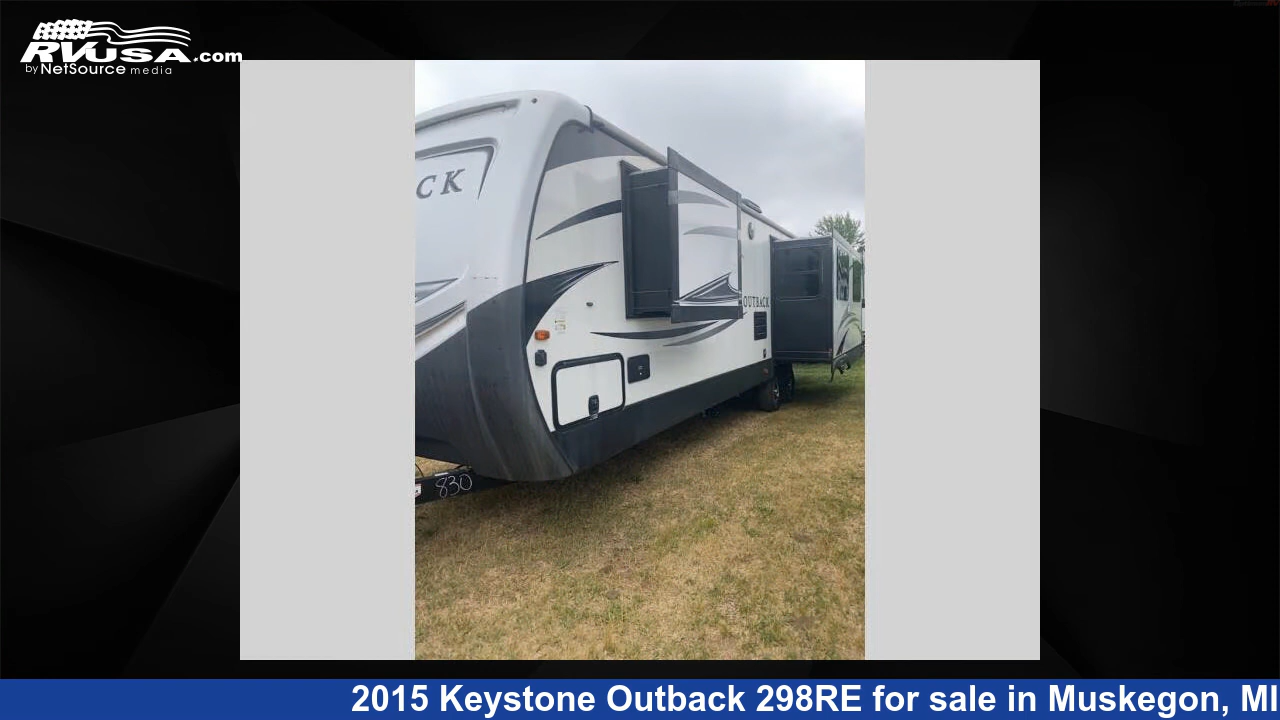 RVUSA.com
by NetSource media
CK
OUTBACK
830
2015 Keystone Outback 298RE for sale in Muskegon, MI